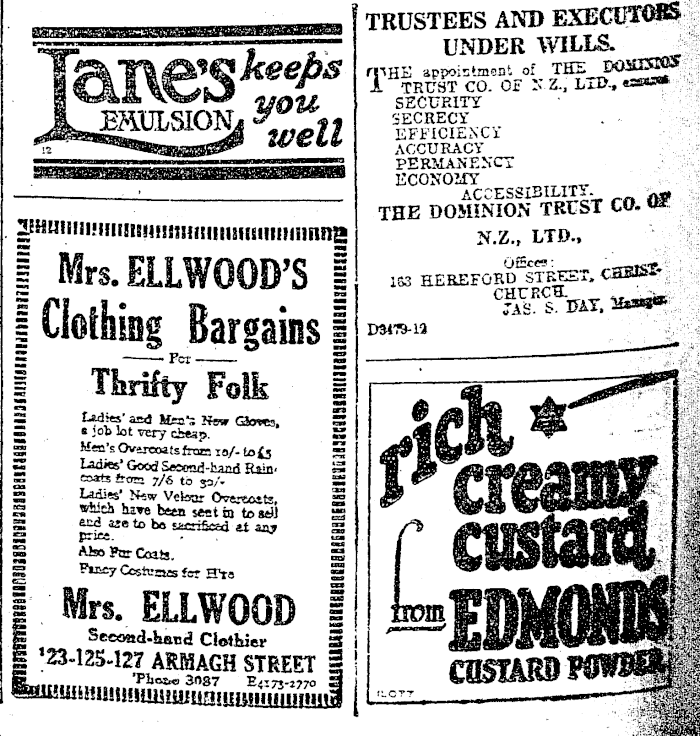 Lane's keeps
EMULSION you
well
12
Mrs. ELLWOOD'S
Clothing Bargains
For
Thrifty Folk
Ladies' and Men's New Gloves,
a job lot very cheap.
Men's Overcoats from 10/- to £5
Ladies' Good Second-hand Rain-
coats from 7/6 to 30/-
Ladies' New Velour Overcoats,
which have been sent in to sell
and are to be sacrificed at any
price.
Also Fur Coats.
Fancy Costumes for Hire
Mrs. ELLWOOD
Second-hand Clothier
123-125-127 ARMAGH STREET
'Phone 3087 E4173-2770
TRUSTEES AND EXECUTORS
UNDER WILLS.
THE appointment of THE DOMINION
TRUST CO. OF N.Z., LTD., ensures
SECURITY
SECRECY
EFFICIENCY
ACCURACY
PERMANENCY
ECONOMY
ACCESSIBILITY.
THE DOMINION TRUST CO. OF
N.Z., LTD.,
Offices:
163 HEREFORD STREET, CHRIST-
CHURCH.
JAS. S. DAY, Manager.
D3479-12
rich
creamy
custard
from EDMONDS
CUSTARD POWDER
ILOTT